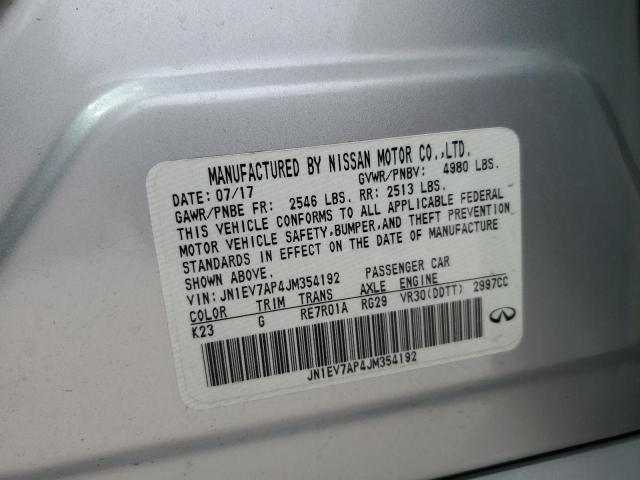 MANUFACTURED BY NISSAN MOTOR CO.,LTD.
DATE: 07/17 GVWR/PNBV: 4980 LBS.
GAWR/PNBE FR: 2546 LBS. RR: 2513 LBS.
THIS VEHICLE CONFORMS TO ALL APPLICABLE FEDERAL
MOTOR VEHICLE SAFETY,BUMPER,AND THEFT PREVENTION
STANDARDS IN EFFECT ON THE DATE OF MANUFACTURE
SHOWN ABOVE.
VIN: JN1EV7AP4JM354192 PASSENGER CAR
COLOR TRIM TRANS AXLE ENGINE
K23 G RE7R01A RG29 VR30(DDTT) 2997CC
JN1EV7AP4JM354192